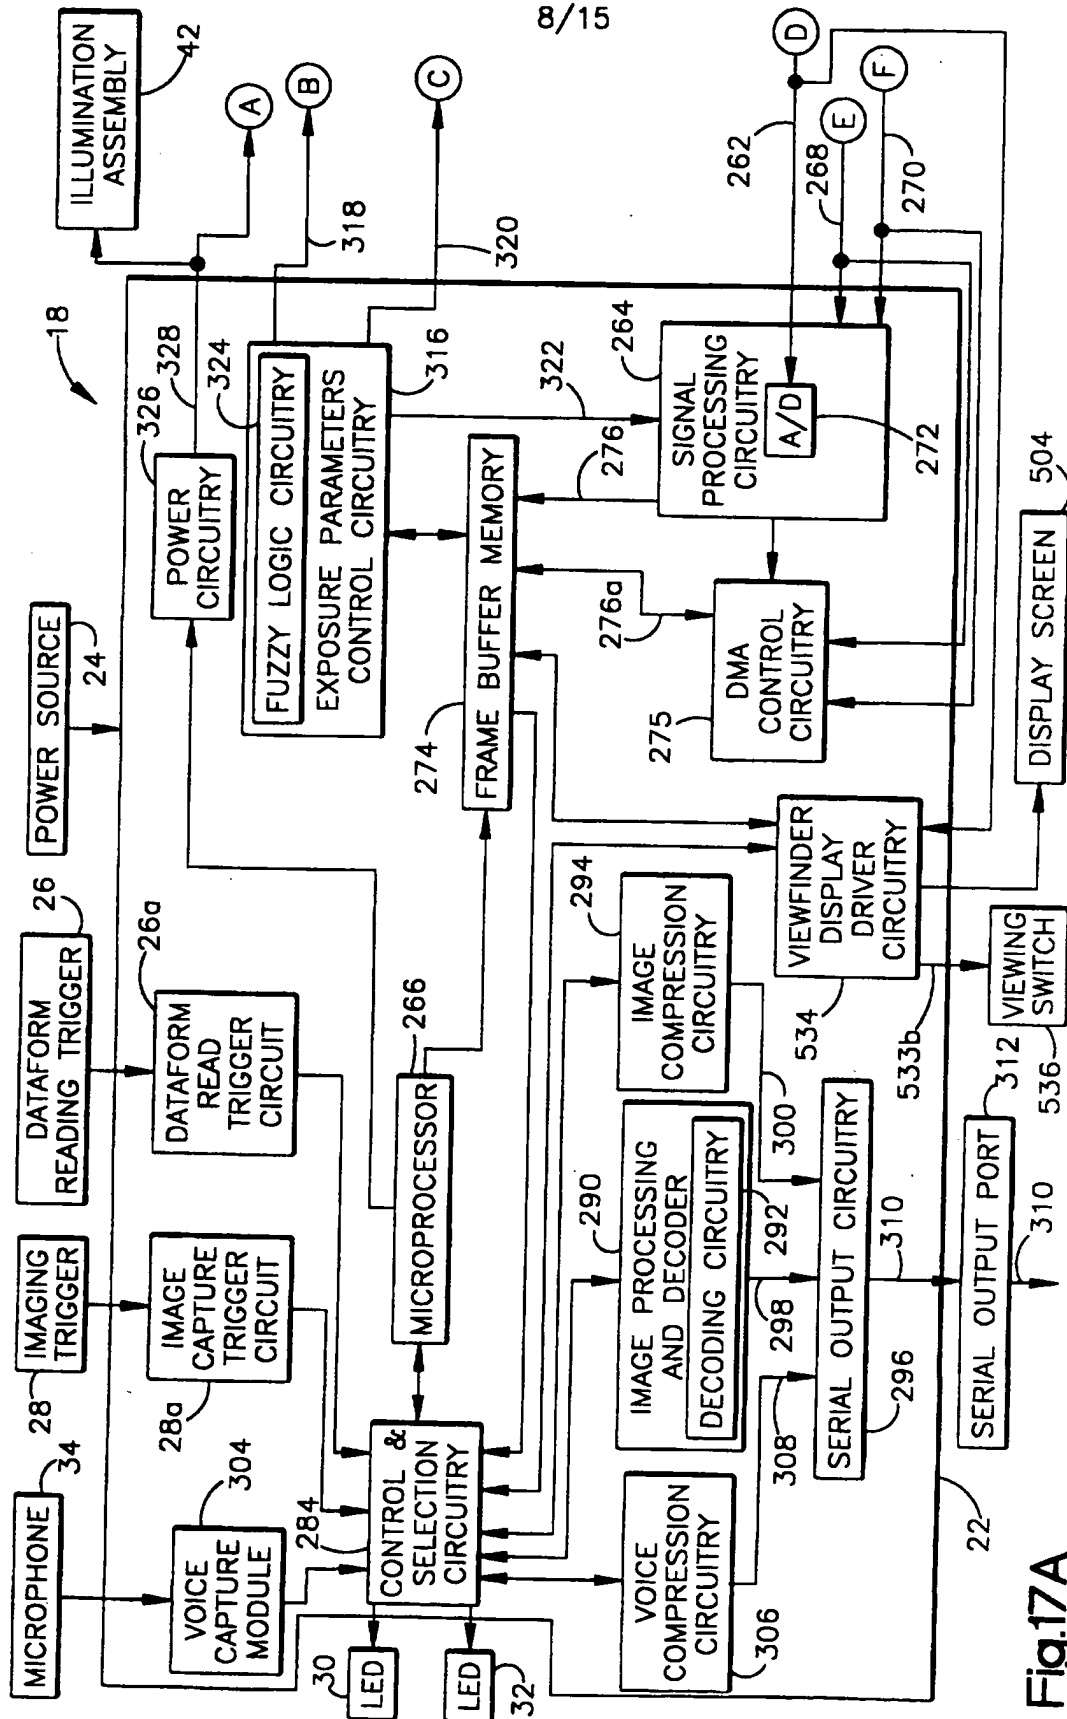 8/15
MICROPHONE
34
28
IMAGING
TRIGGER
DATAFORM
READING TRIGGER
26
POWER SOURCE
24
18
ILLUMINATION
ASSEMBLY
42
VOICE
CAPTURE
MODULE
304
IMAGE
CAPTURE
TRIGGER
CIRCUIT
28a
DATAFORM
READ
TRIGGER
CIRCUIT
26a
POWER
CIRCUITRY
326
328
A
B
318
C
320
FUZZY LOGIC CIRCUITRY
324
EXPOSURE PARAMETERS
CONTROL CIRCUITRY
316
322
30
LED
LED
32
284
CONTROL &
SELECTION
CIRCUITRY
MICROPROCESSOR
266
274
FRAME BUFFER MEMORY
276
276a
SIGNAL
PROCESSING
CIRCUITRY
264
A/D
272
262
D
268
E
270
F
275
DMA
CONTROL
CIRCUITRY
VOICE
COMPRESSION
CIRCUITRY
306
290
IMAGE PROCESSING
AND DECODER
DECODING CIRCUITRY
292
294
IMAGE
COMPRESSION
CIRCUITRY
VIEWFINDER
DISPLAY
DRIVER
CIRCUITRY
534
308
298
300
SERIAL OUTPUT CIRCUITRY
296
310
533b
22
SERIAL OUTPUT PORT
312
310
VIEWING
SWITCH
536
DISPLAY SCREEN
504
Fig.17A